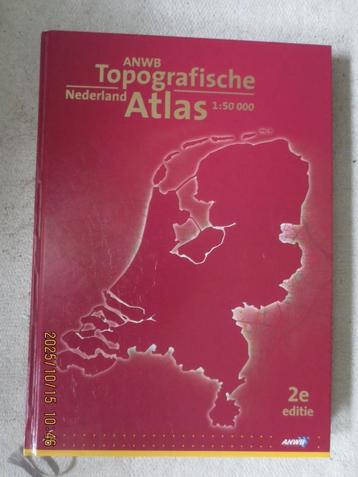 ANWB
Topografische
Nederland
Atlas 1:50 000
2e
editie
ANWB
2025/10/15 10:46